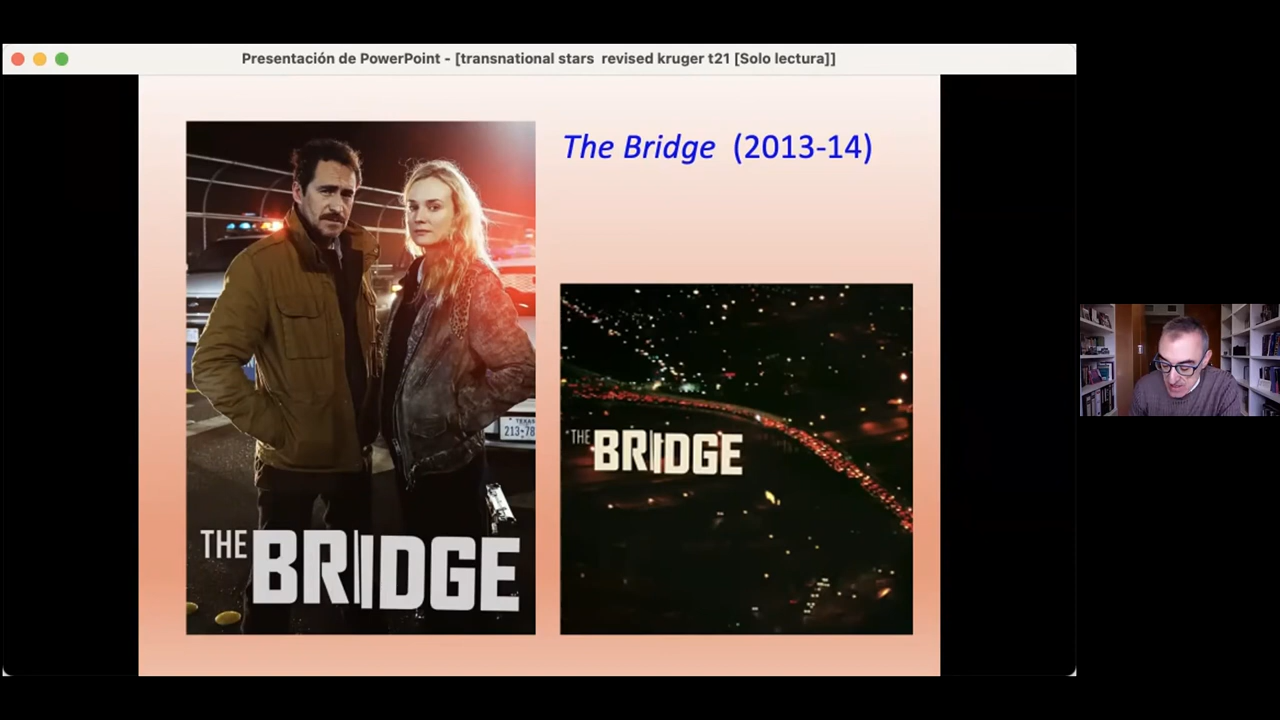 Presentación de PowerPoint - [transnational stars revised kruger t21 [Solo lectura]]
The Bridge (2013-14)
TEXAS
213-78
THE BRIDGE
THE BRIDGE